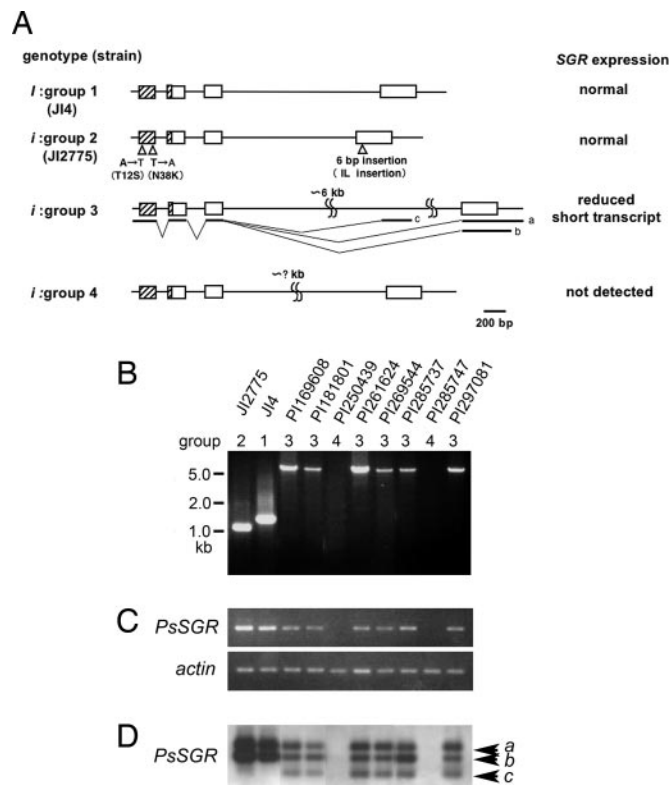 A
genotype (strain)
SGR expression
I :group 1
(JI4)
normal
i :group 2
(JI2775)
normal
A→T T→A
(T12S) (N38K)
6 bp insertion
( IL insertion)
i :group 3
~6 kb
c
a
b
reduced
short transcript
i :group 4
~? kb
not detected
200 bp
B
JI2775 JI4 PI169608 PI181801 PI250439 PI261624 PI269544 PI285737 PI285747 PI297081
group 2 1 3 3 4 3 3 3 4 3
5.0
2.0
1.0
kb
C
PsSGR
actin
D
PsSGR
a
b
c